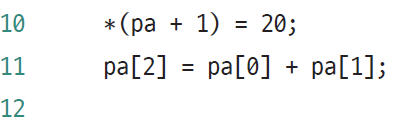 10 *(pa + 1) = 20;
11 pa[2] = pa[0] + pa[1];
12